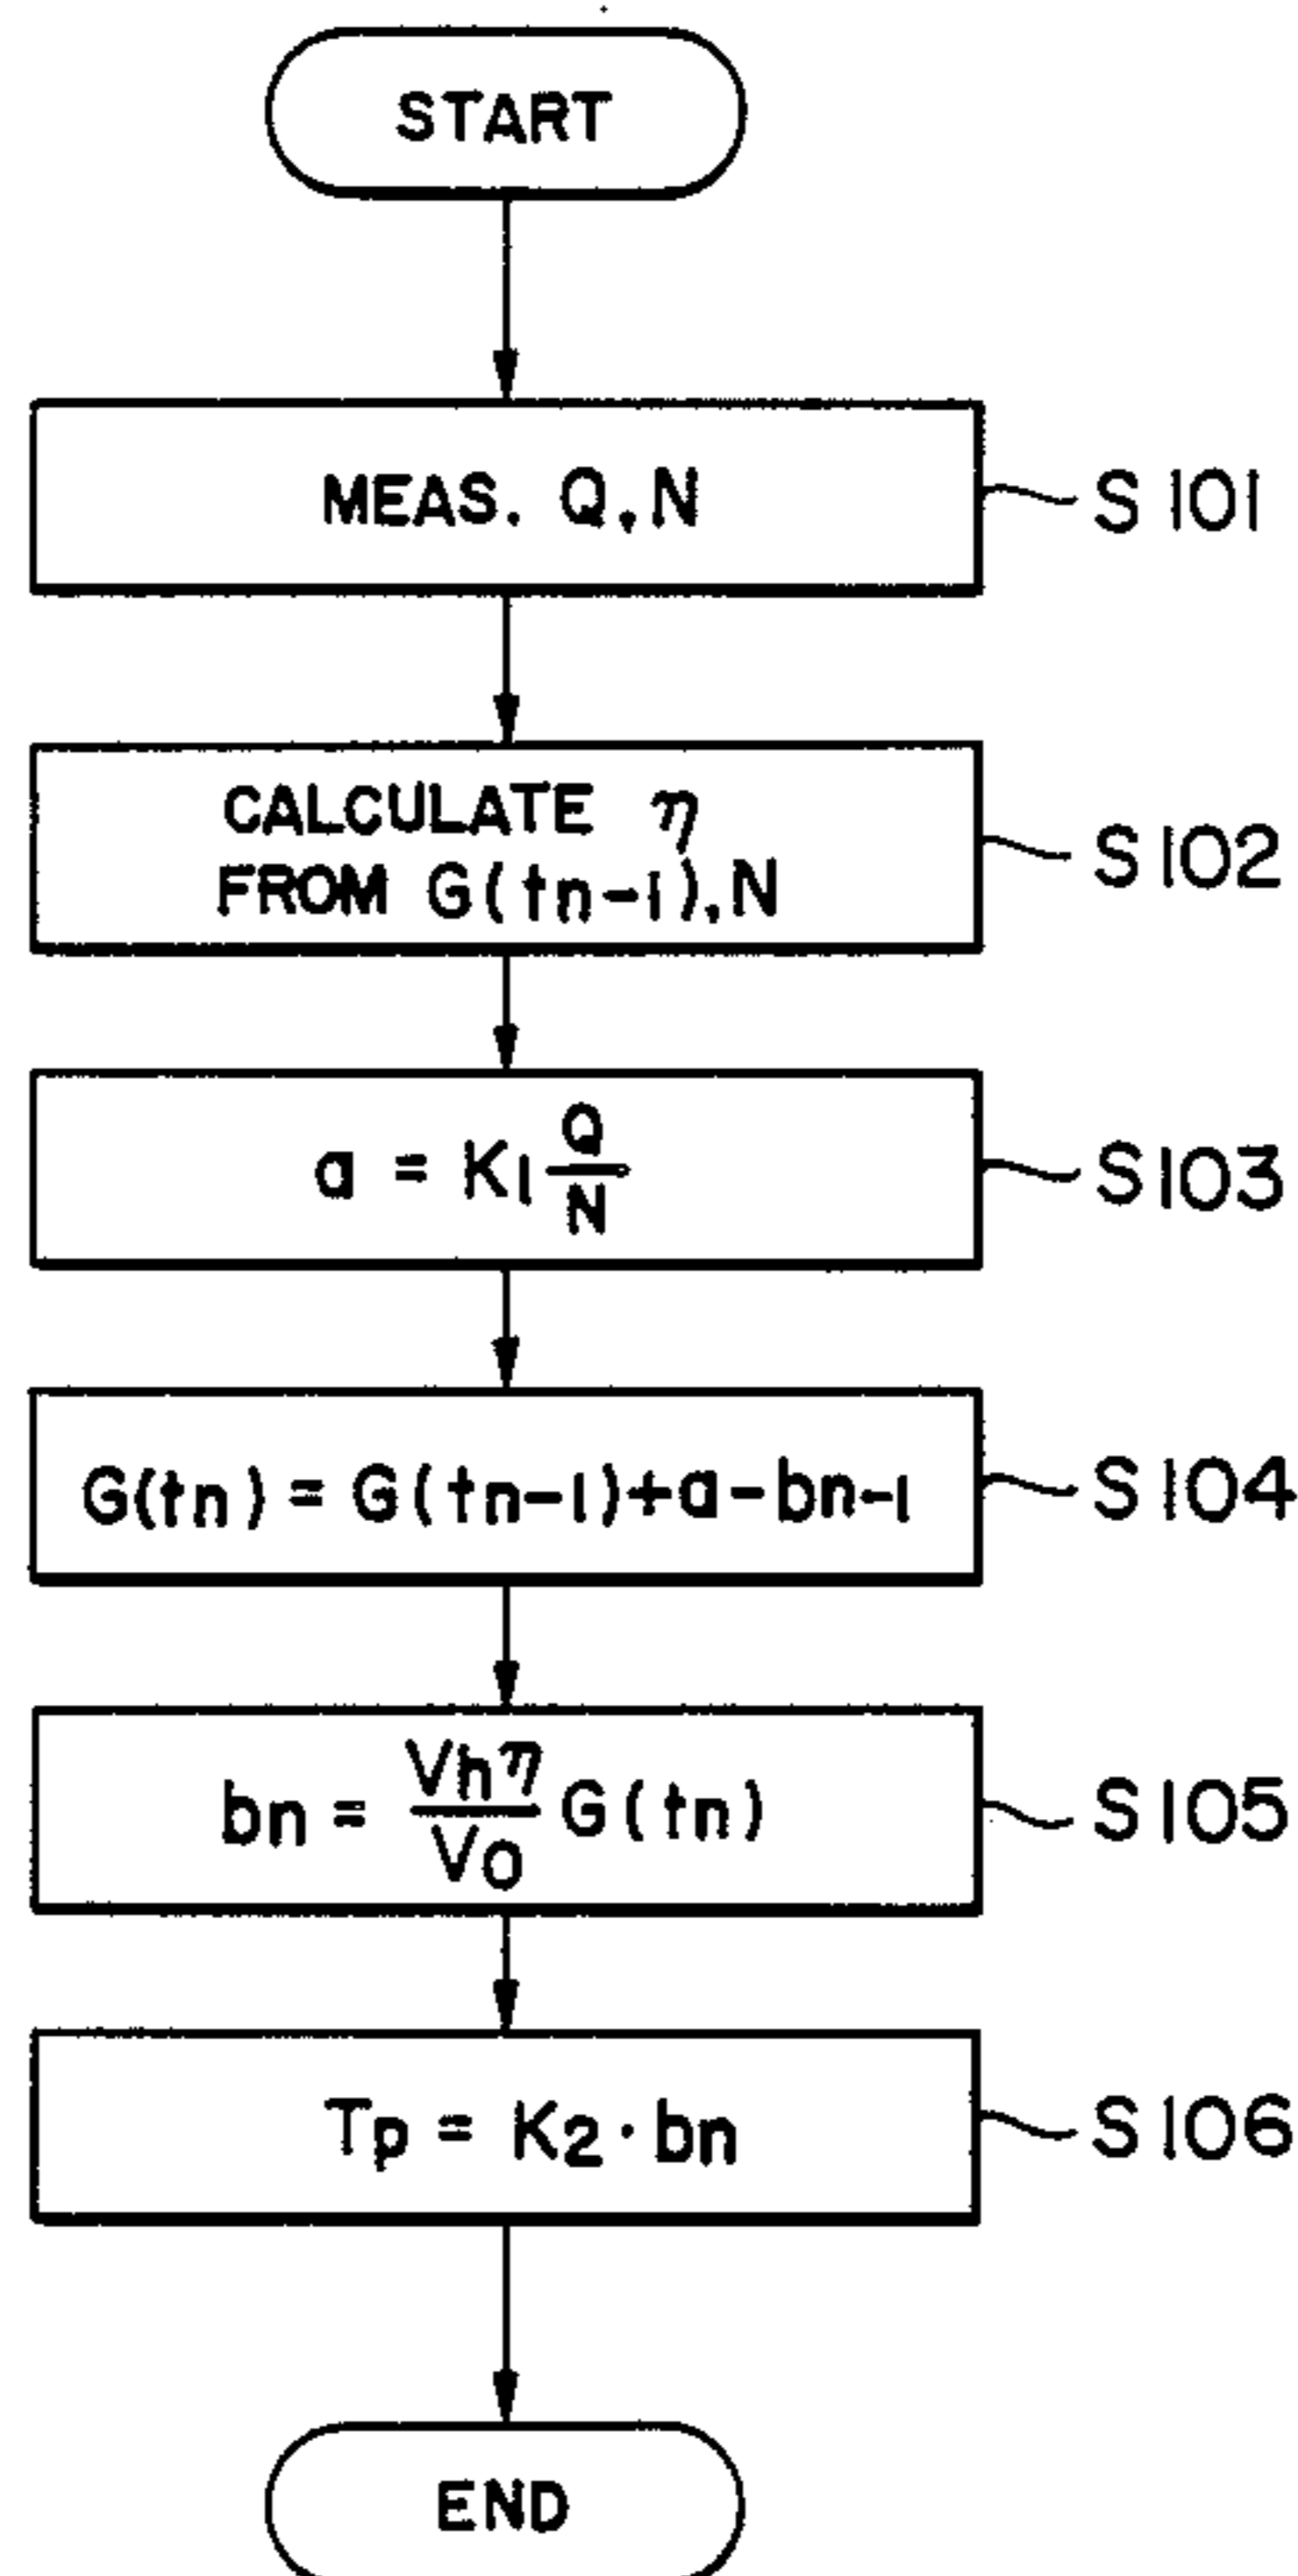 START
MEAS. Q, N
S101
CALCULATE η
FROM G(tn-1), N
S102
a = K1 Q/N
S103
G(tn) = G(tn-1)+a-bn-1
S104
bn = Vhη/Vo G(tn)
S105
Tp = K2·bn
S106
END